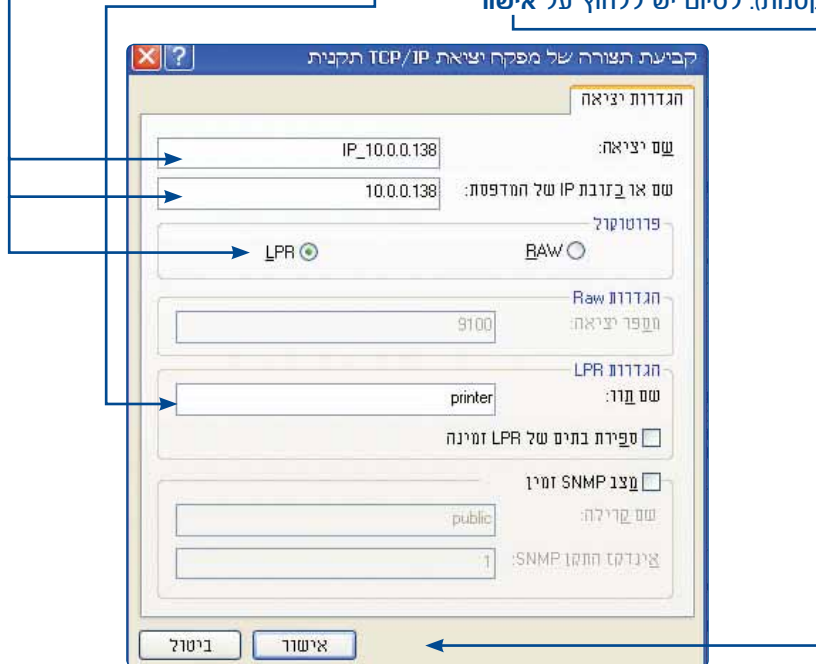 קטנות). לסיום יש ללחוץ על אישור
קביעת תצורה של מפקח יציאת TCP/IP תקנית
הגדרות יציאה
שם יציאה: IP_10.0.0.138
שם או כתובת IP של המדפסת: 10.0.0.138
פרוטוקול
RAW LPR
הגדרות Raw
מספר יציאה: 9100
הגדרות LPR
שם תור: printer
ספירת בתים של LPR זמינה
מצב SNMP זמין
שם קהילה: public
אינדקס התקן SNMP: 1
אישור ביטול